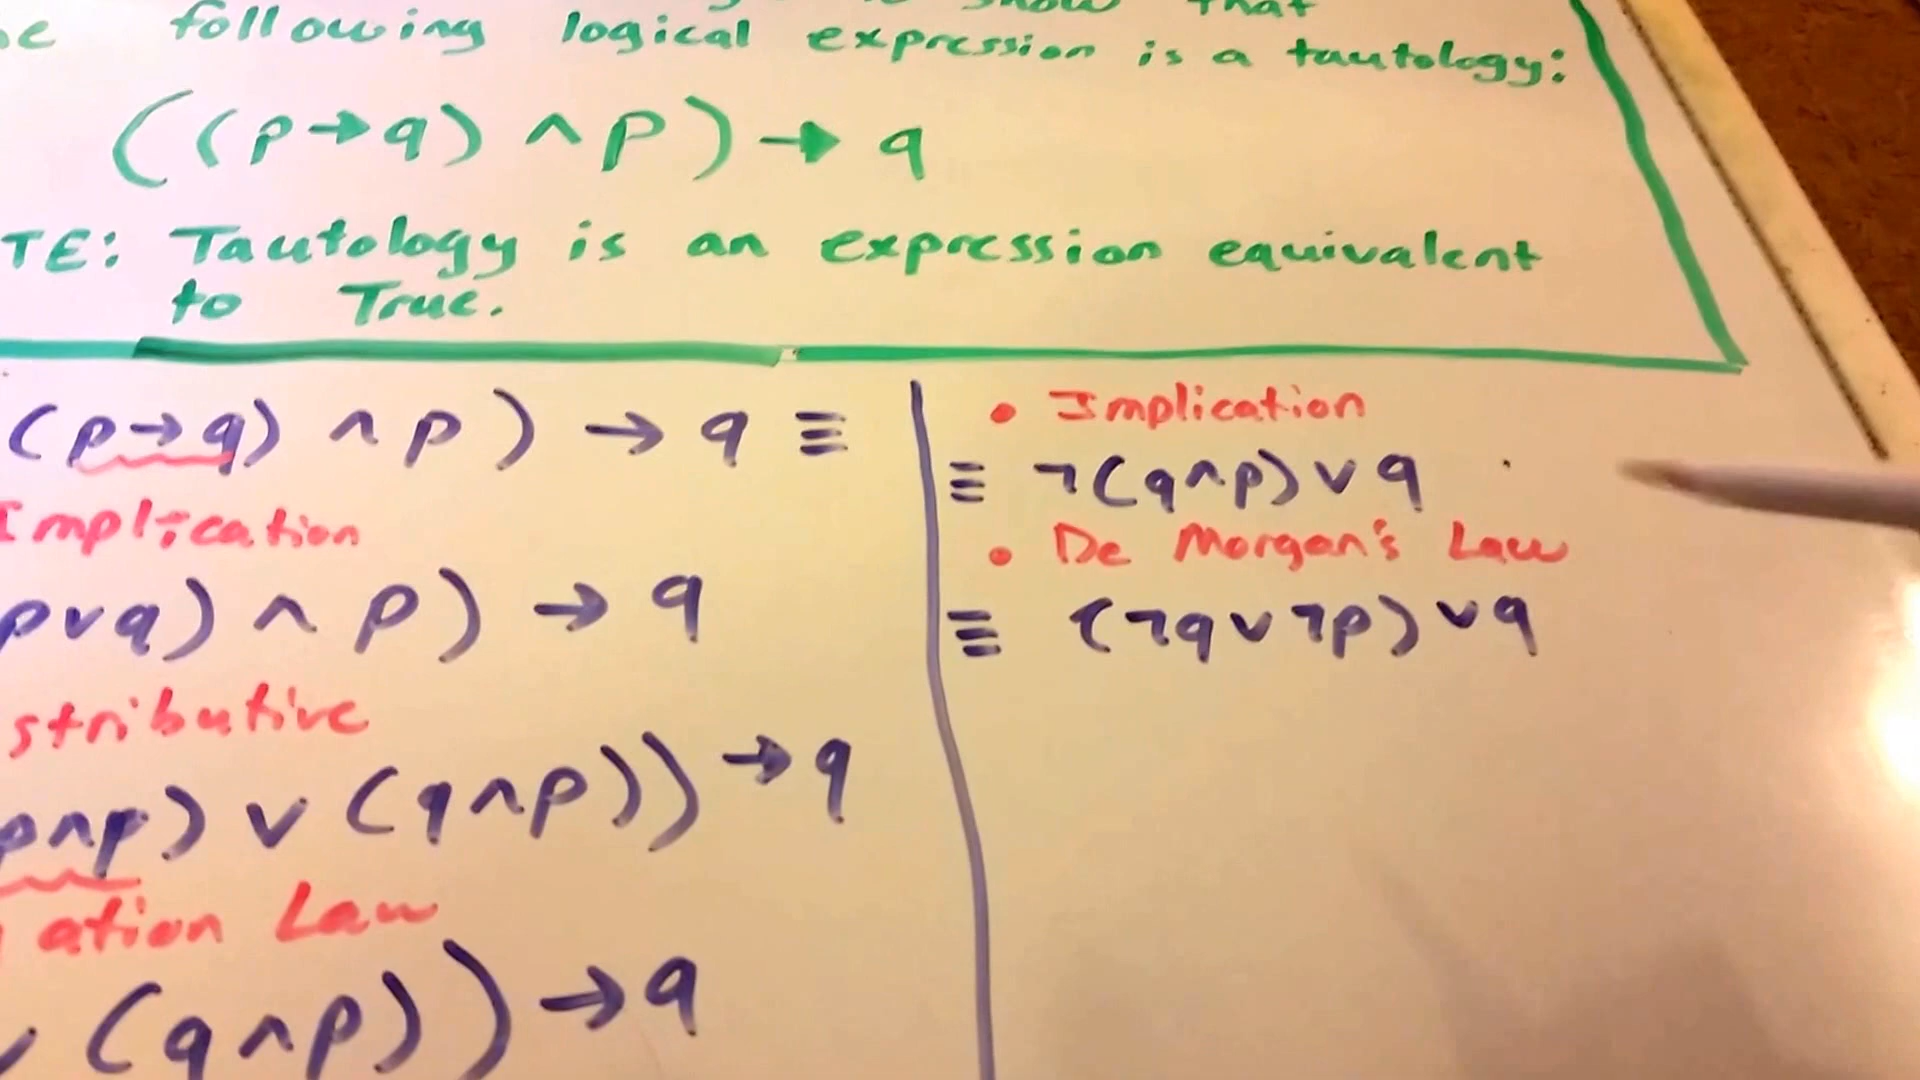 following logical expression is a tautology:
((p→q) ∧ p) → q
TE: Tautology is an expression equivalent
to True.
(p→q) ∧ p) → q ≡
Implication
p∨q) ∧ p) → q
stributive
p∧p) ∨ (q∧p)) → q
ation Law
∨ (q∧p)) → q
• Implication
≡ ¬(q∧p) ∨ q
• De Morgan's Law
≡ (¬q ∨ ¬p) ∨ q